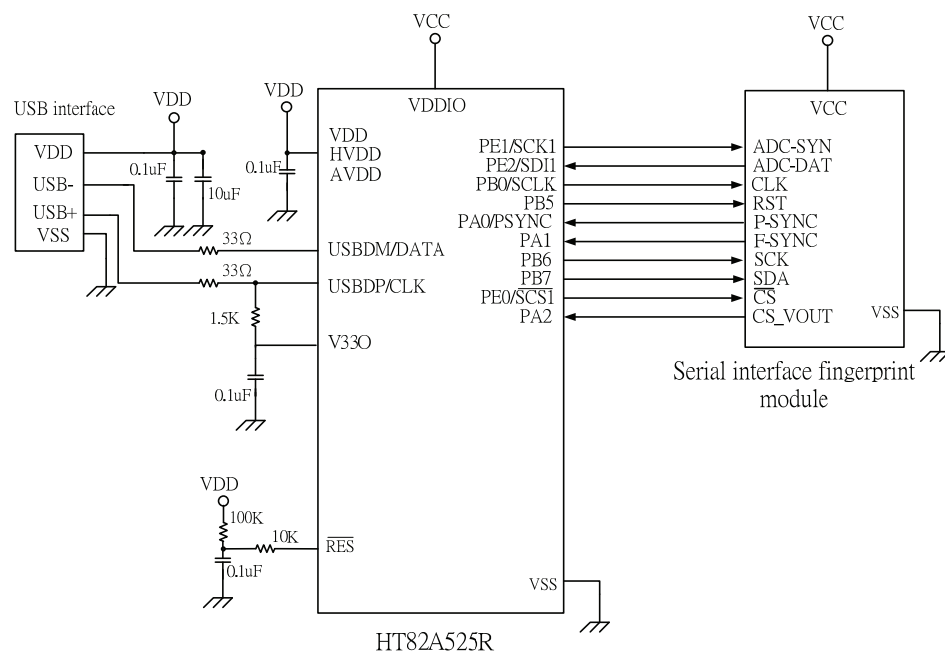 VCC
VCC
USB interface
VDD
VDD
VDD
USB-
USB+
VSS
0.1uF
10uF
0.1uF
33Ω
33Ω
1.5K
0.1uF
VDD
100K
10K
0.1uF
VDDIO
VDD
HVDD
AVDD
USBDM/DATA
USBDP/CLK
V33O
RES
PE1/SCK1
PE2/SDI1
PB0/SCLK
PB5
PA0/PSYNC
PA1
PB6
PB7
PE0/SCS1
PA2
VSS
HT82A525R
VCC
ADC-SYN
ADC-DAT
CLK
RST
P-SYNC
F-SYNC
SCK
SDA
CS
CS_VOUT
VSS
Serial interface fingerprint
module